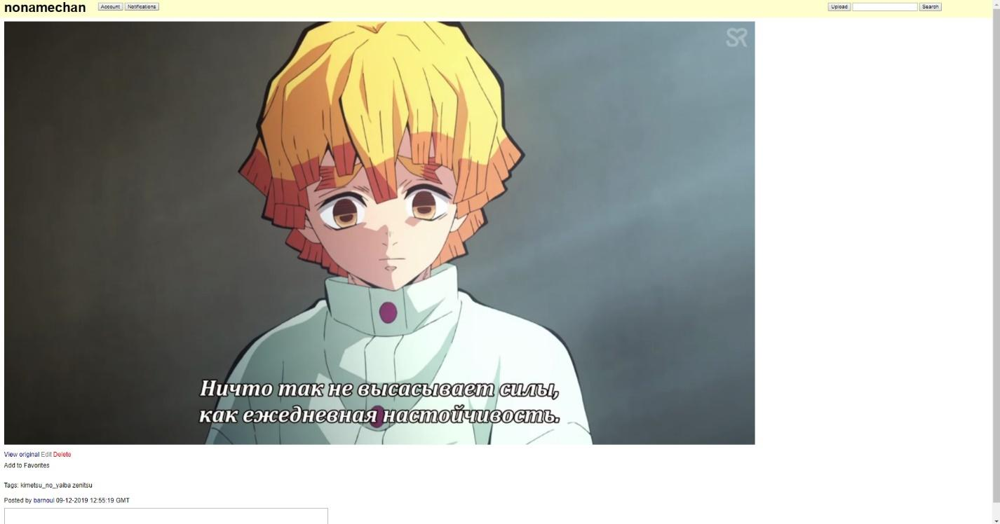 nonamechan
Account Notifications
Upload Search
SR
Ничто так не высасывает силы,
как ежедневная настойчивость.
View original Edit Delete
Add to Favorites
Tags: kimetsu_no_yaiba zenitsu
Posted by barnoul 09-12-2019 12:55:19 GMT